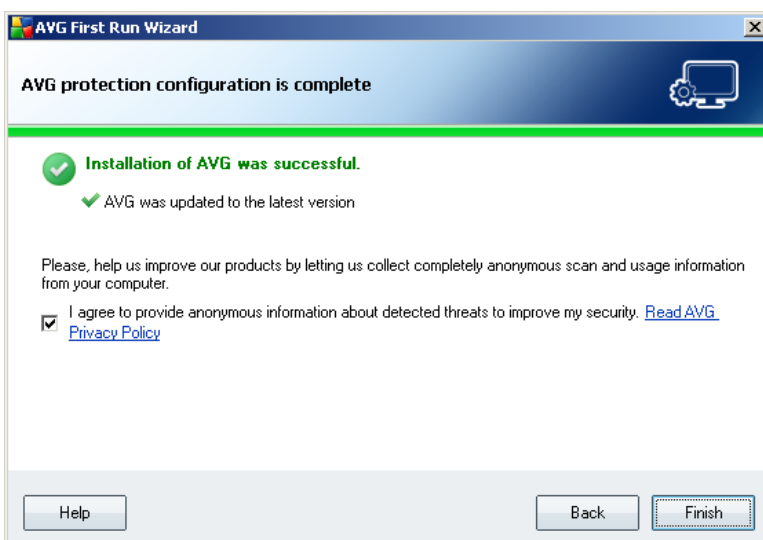 AVG First Run Wizard
AVG protection configuration is complete
Installation of AVG was successful.
AVG was updated to the latest version
Please, help us improve our products by letting us collect completely anonymous scan and usage information
from your computer.
I agree to provide anonymous information about detected threats to improve my security. Read AVG
Privacy Policy
Help
Back
Finish